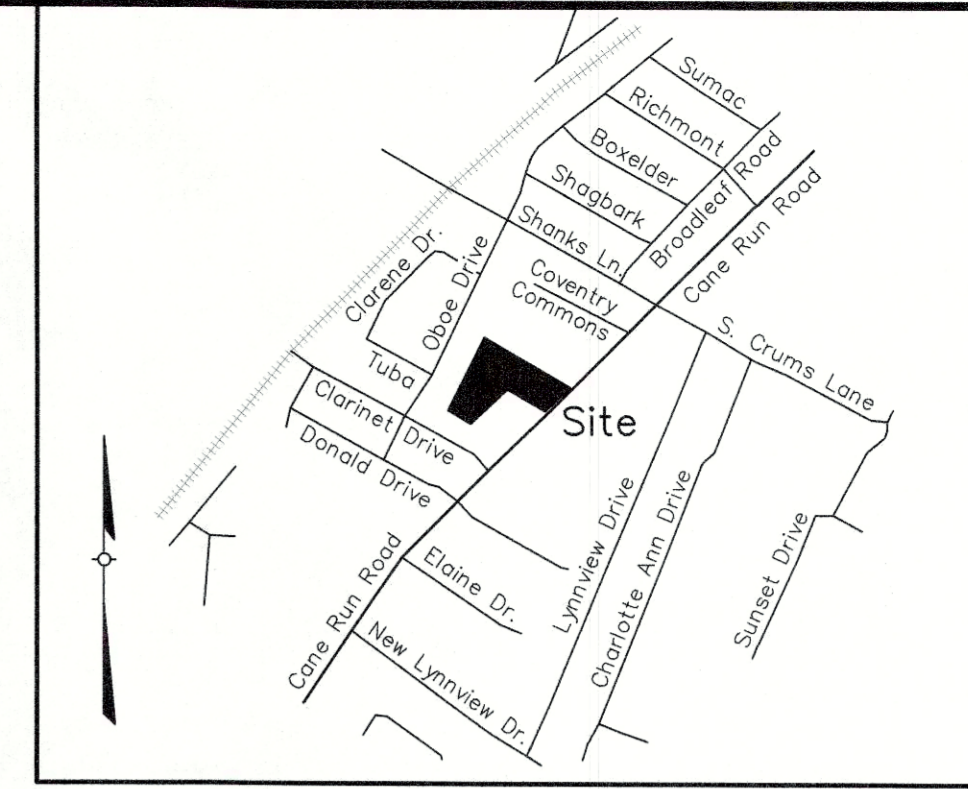 Sumac
Richmont
Boxelder
Broadleaf Road
Shagbark
Cane Run Road
Shanks Ln.
Clarene Dr.
Oboe Drive
Coventry
Commons
S. Crums Lane
Tuba
Site
Clarinet Drive
Donald Drive
Lynnview Drive
Charlotte Ann Drive
Sunset Drive
Elaine Dr.
Cane Run Road
New Lynnview Dr.